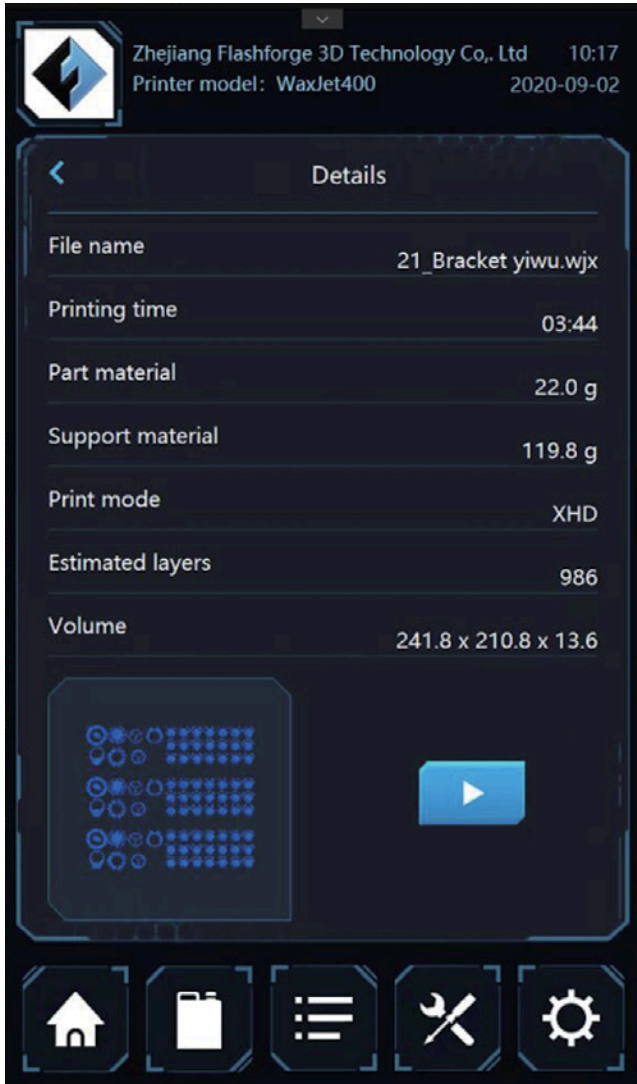 Zhejiang Flashforge 3D Technology Co,. Ltd 10:17
Printer model: WaxJet400 2020-09-02
Details
File name 21_Bracket yiwu.wjx
Printing time 03:44
Part material 22.0 g
Support material 119.8 g
Print mode XHD
Estimated layers 986
Volume 241.8 x 210.8 x 13.6